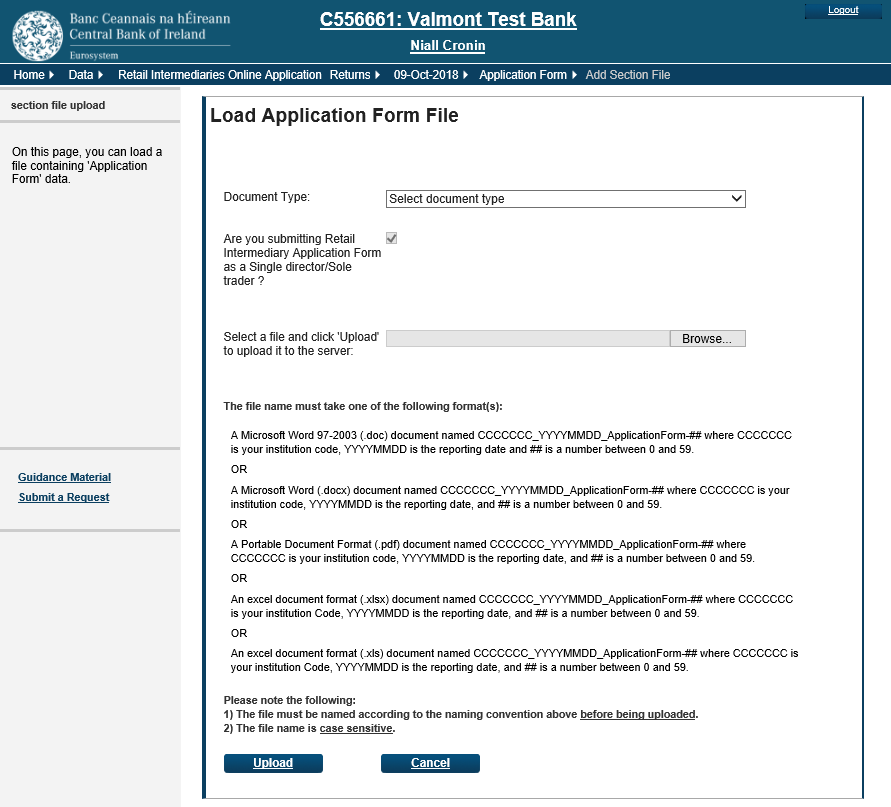 Banc Ceannais na hÉireann
Central Bank of Ireland
Eurosystem
C556661: Valmont Test Bank
Niall Cronin
Logout
Home Data Retail Intermediaries Online Application Returns 09-Oct-2018 Application Form Add Section File
section file upload
On this page, you can load a
file containing 'Application
Form' data.
Guidance Material
Submit a Request
Load Application Form File
Document Type:
Select document type
Are you submitting Retail
Intermediary Application Form
as a Single director/Sole
trader ?
Select a file and click 'Upload'
to upload it to the server:
Browse...
The file name must take one of the following format(s):
A Microsoft Word 97-2003 (.doc) document named CCCCCCC_YYYYMMDD_ApplicationForm-## where CCCCCCC
is your institution code, YYYYMMDD is the reporting date and ## is a number between 0 and 59.
OR
A Microsoft Word (.docx) document named CCCCCCC_YYYYMMDD_ApplicationForm-## where CCCCCCC is your
institution code, YYYYMMDD is the reporting date, and ## is a number between 0 and 59.
OR
A Portable Document Format (.pdf) document named CCCCCCC_YYYYMMDD_ApplicationForm-## where
CCCCCCC is your institution code, YYYYMMDD is the reporting date, and ## is a number between 0 and 59.
OR
An excel document format (.xlsx) document named CCCCCCC_YYYYMMDD_ApplicationForm-## where CCCCCCC
is your institution Code, YYYYMMDD is the reporting date, and ## is a number between 0 and 59.
OR
An excel document format (.xls) document named CCCCCCC_YYYYMMDD_ApplicationForm-## where CCCCCCC is
your institution Code, YYYYMMDD is the reporting date, and ## is a number between 0 and 59.
Please note the following:
1) The file must be named according to the naming convention above before being uploaded.
2) The file name is case sensitive.
Upload
Cancel